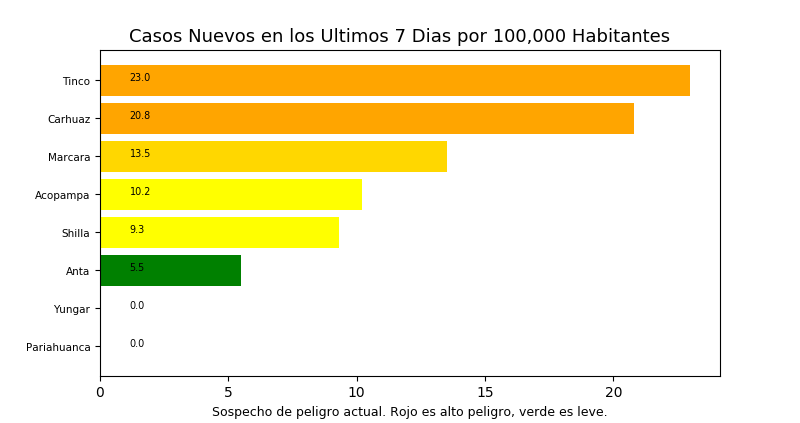 Casos Nuevos en los Ultimos 7 Dias por 100,000 Habitantes
Tinco 23.0
Carhuaz 20.8
Marcara 13.5
Acopampa 10.2
Shilla 9.3
Anta 5.5
Yungar 0.0
Pariahuanca 0.0
0 5 10 15 20
Sospecho de peligro actual. Rojo es alto peligro, verde es leve.